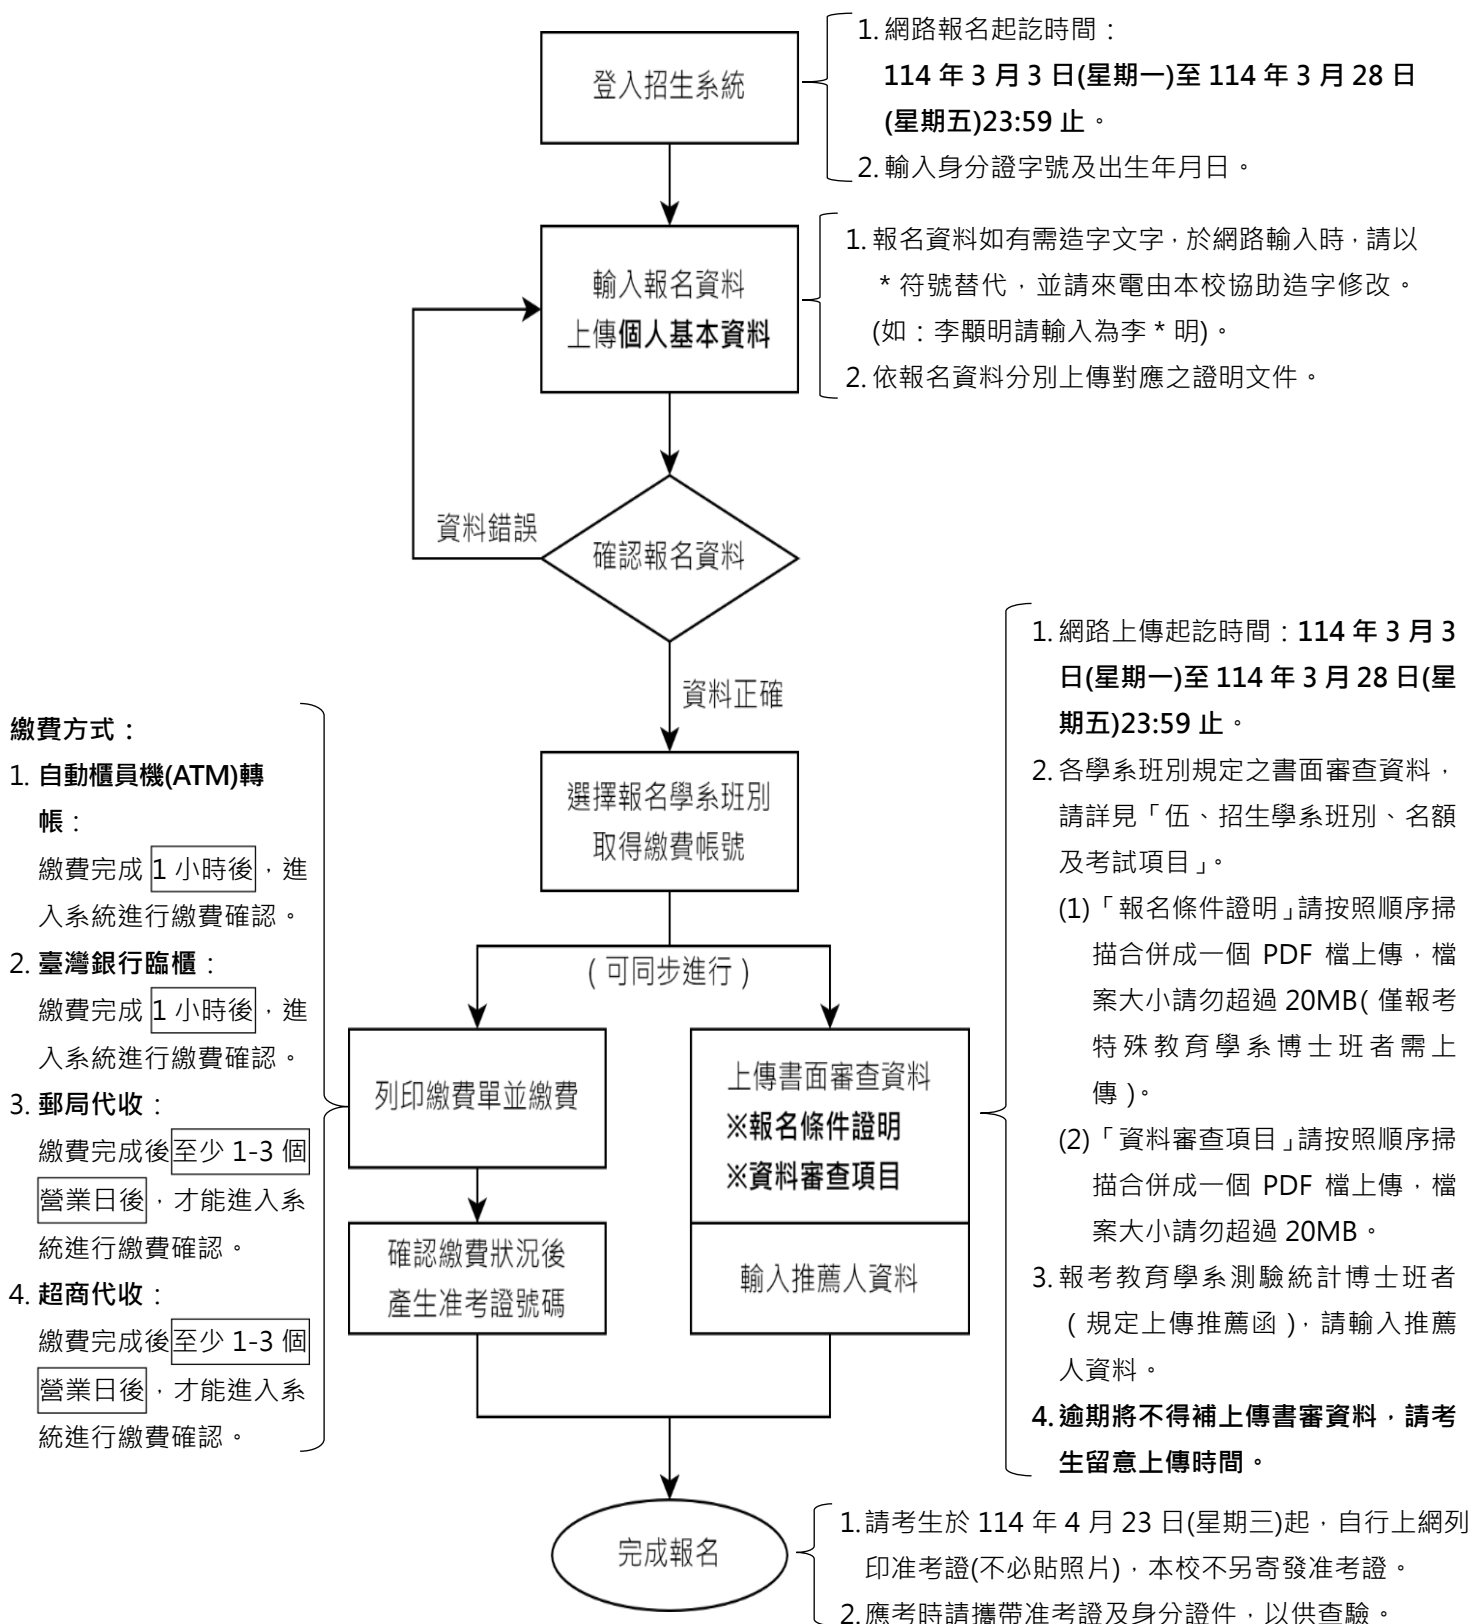 登入招生系統
1. 網路報名起訖時間：
114 年 3 月 3 日(星期一)至 114 年 3 月 28 日
(星期五)23:59 止。
2. 輸入身分證字號及出生年月日。
輸入報名資料
上傳個人基本資料
1. 報名資料如有需造字文字，於網路輸入時，請以
* 符號替代，並請來電由本校協助造字修改。
(如：李顒明請輸入為李 * 明)。
2. 依報名資料分別上傳對應之證明文件。
資料錯誤
確認報名資料
資料正確
選擇報名學系班別
取得繳費帳號
(可同步進行)
繳費方式：
1. 自動櫃員機(ATM)轉
帳：
繳費完成 1 小時後，進
入系統進行繳費確認。
2. 臺灣銀行臨櫃：
繳費完成 1 小時後，進
入系統進行繳費確認。
3. 郵局代收：
繳費完成後至少 1-3 個
營業日後，才能進入系
統進行繳費確認。
4. 超商代收：
繳費完成後至少 1-3 個
營業日後，才能進入系
統進行繳費確認。
列印繳費單並繳費
確認繳費狀況後
產生准考證號碼
上傳書面審查資料
※報名條件證明
※資料審查項目
輸入推薦人資料
1. 網路上傳起訖時間：114 年 3 月 3
日(星期一)至 114 年 3 月 28 日(星
期五)23:59 止。
2. 各學系班別規定之書面審查資料，
請詳見「伍、招生學系班別、名額
及考試項目」。
(1)「報名條件證明」請按照順序掃
描合併成一個 PDF 檔上傳，檔
案大小請勿超過 20MB(僅報考
特殊教育學系博士班者需上
傳)。
(2)「資料審查項目」請按照順序掃
描合併成一個 PDF 檔上傳，檔
案大小請勿超過 20MB。
3. 報考教育學系測驗統計博士班者
(規定上傳推薦函)，請輸入推薦
人資料。
4. 逾期將不得補上傳書審資料，請考
生留意上傳時間。
完成報名
1. 請考生於 114 年 4 月 23 日(星期三)起，自行上網列
印准考證(不必貼照片)，本校不另寄發准考證。
2. 應考時請攜帶准考證及身分證件，以供查驗。